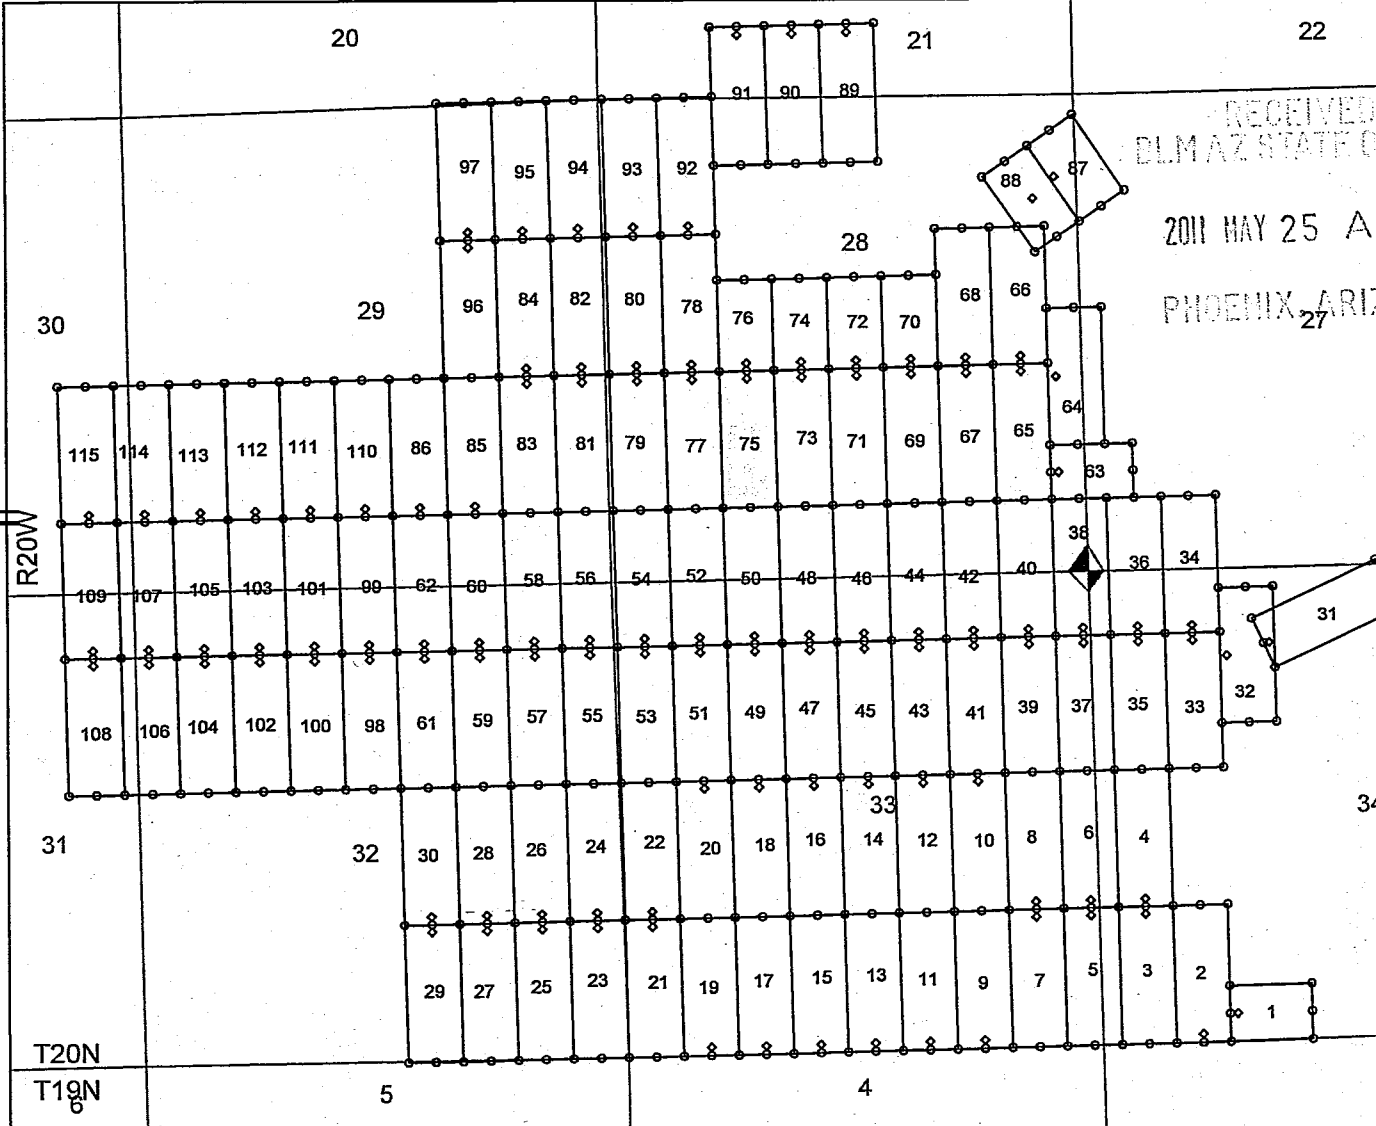 20 21 22
91 90 89
RECEIVED
BLM AZ STATE O
97 95 94 93 92 88 87
2011 MAY 25 A
28
96 84 82 80 78 76 74 72 70 68 66
PHOENIX, ARIZ
30 29 27
64
115 114 113 112 111 110 86 85 83 81 79 77 75 73 71 69 67 65
63
R20W
38
109 107 105 103 101 99 62 60 58 56 54 52 50 48 46 44 42 40 36 34
31
32
108 106 104 102 100 98 61 59 57 55 53 51 49 47 45 43 41 39 37 35 33
33 34
31 32 30 28 26 24 22 20 18 16 14 12 10 8 6 4
29 27 25 23 21 19 17 15 13 11 9 7 5 3 2
1
T20N
T19N
6 5 4